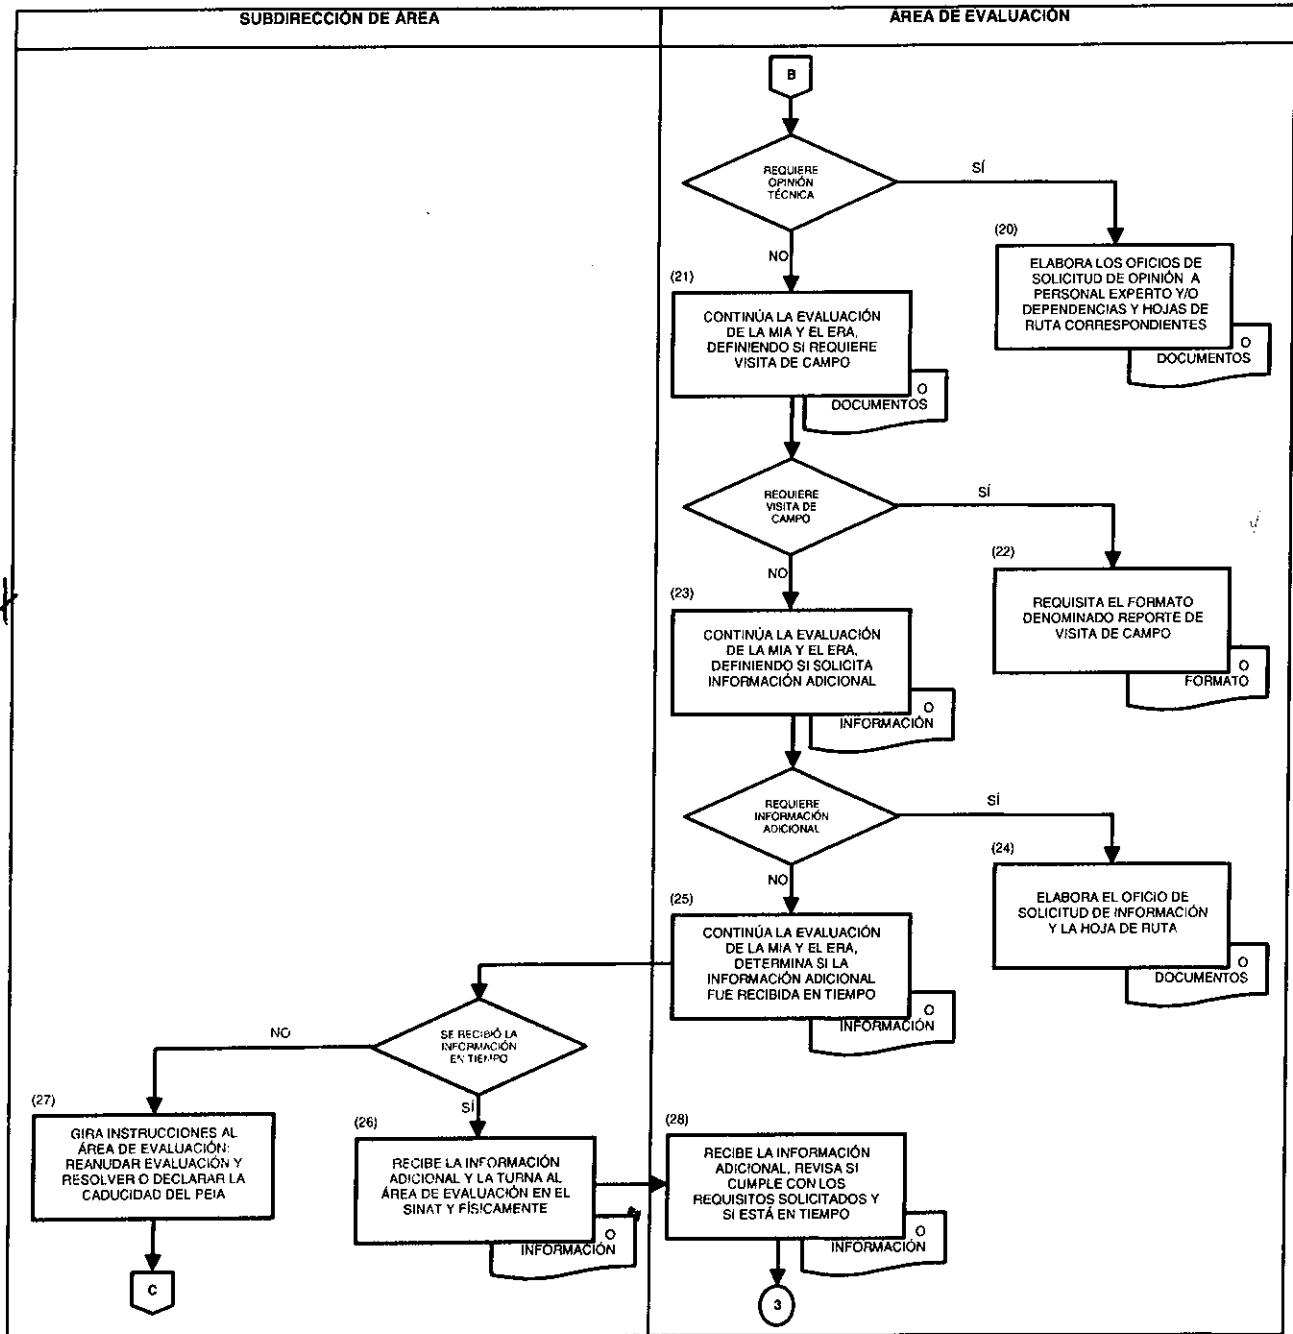 SUBDIRECCIÓN DE ÁREA
ÁREA DE EVALUACIÓN
B
REQUIERE
OPINIÓN
TÉCNICA
SÍ
NO
(20)
ELABORA LOS OFICIOS DE
SOLICITUD DE OPINIÓN A
PERSONAL EXPERTO Y/O
DEPENDENCIAS Y HOJAS DE
RUTA CORRESPONDIENTES
O
DOCUMENTOS
(21)
CONTINÚA LA EVALUACIÓN
DE LA MIA Y EL ERA,
DEFINIENDO SI REQUIERE
VISITA DE CAMPO
O
DOCUMENTOS
REQUIERE
VISITA DE
CAMPO
SÍ
NO
(22)
REQUISITA EL FORMATO
DENOMINADO REPORTE DE
VISITA DE CAMPO
O
FORMATO
(23)
CONTINÚA LA EVALUACIÓN
DE LA MIA Y EL ERA,
DEFINIENDO SI SOLICITA
INFORMACIÓN ADICIONAL
O
INFORMACIÓN
REQUIERE
INFORMACIÓN
ADICIONAL
SÍ
NO
(24)
ELABORA EL OFICIO DE
SOLICITUD DE INFORMACIÓN
Y LA HOJA DE RUTA
O
DOCUMENTOS
(25)
CONTINÚA LA EVALUACIÓN
DE LA MIA Y EL ERA,
DETERMINA SI LA
INFORMACIÓN ADICIONAL
FUE RECIBIDA EN TIEMPO
O
INFORMACIÓN
SE RECIBIÓ LA
INFORMACIÓN
EN TIEMPO
NO
SÍ
(27)
GIRA INSTRUCCIONES AL
ÁREA DE EVALUACIÓN:
REANUDAR EVALUACIÓN Y
RESOLVER O DECLARAR LA
CADUCIDAD DEL PEIA
C
(26)
RECIBE LA INFORMACIÓN
ADICIONAL Y LA TURNA AL
ÁREA DE EVALUACIÓN EN EL
SINAT Y FÍSICAMENTE
O
INFORMACIÓN
(28)
RECIBE LA INFORMACIÓN
ADICIONAL, REVISA SI
CUMPLE CON LOS
REQUISITOS SOLICITADOS Y
SI ESTÁ EN TIEMPO
O
INFORMACIÓN
3